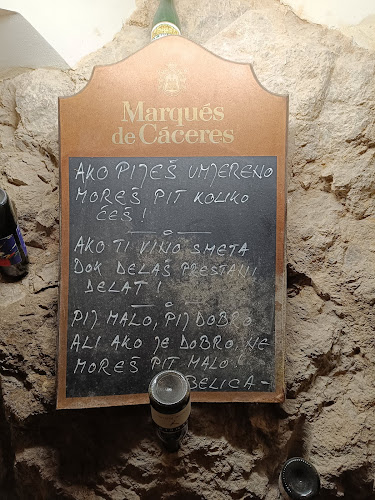 Marqués
de Cáceres
AKO PIJEŠ UMJERENO
MOREŠ PIT KOLIKO
ĆEŠ !
AKO TI VINO SMETA
DOK DELAŠ PRESTANI
DELAT !
PIJ MALO, PIJ DOBRO
ALI AKO JE DOBRO, NE
MOREŠ PIT MALO.
BELICA -